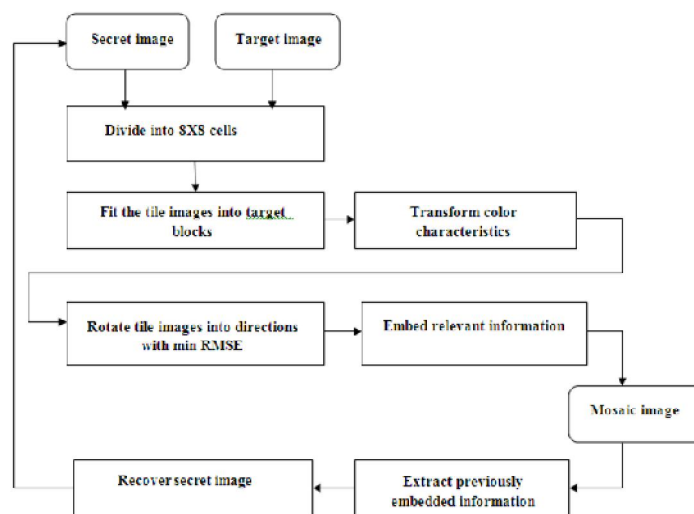 Secret image
Target image
Divide into 8X8 cells
Fit the tile images into target
blocks
Transform color
characteristics
Rotate tile images into directions
with min RMSE
Embed relevant information
Mosaic image
Recover secret image
Extract previously
embedded information